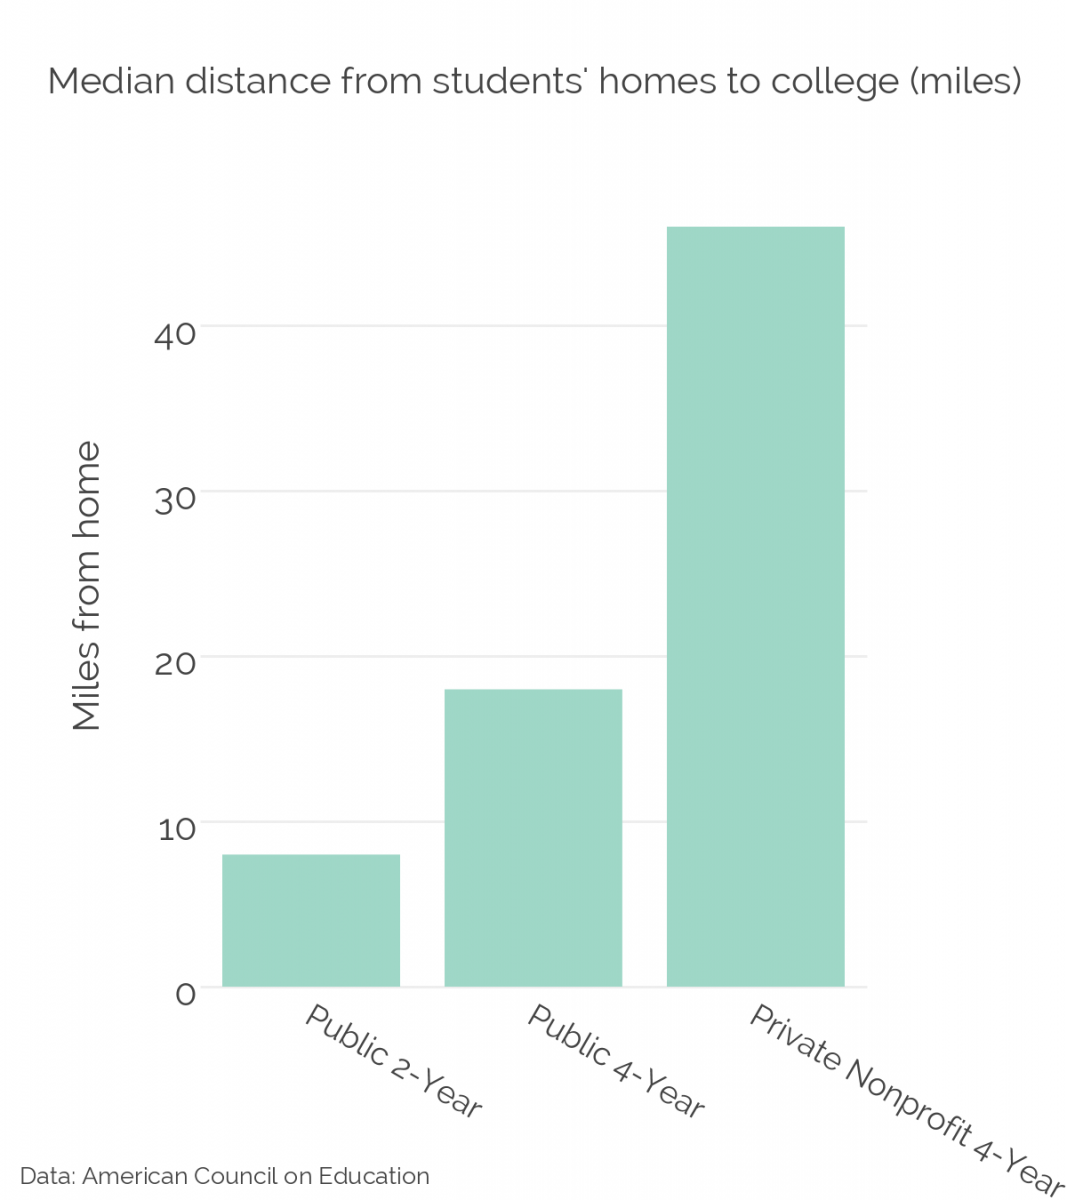 Median distance from students' homes to college (miles)
Miles from home
40
30
20
10
0
Public 2-Year
Public 4-Year
Private Nonprofit 4-Year
Data: American Council on Education